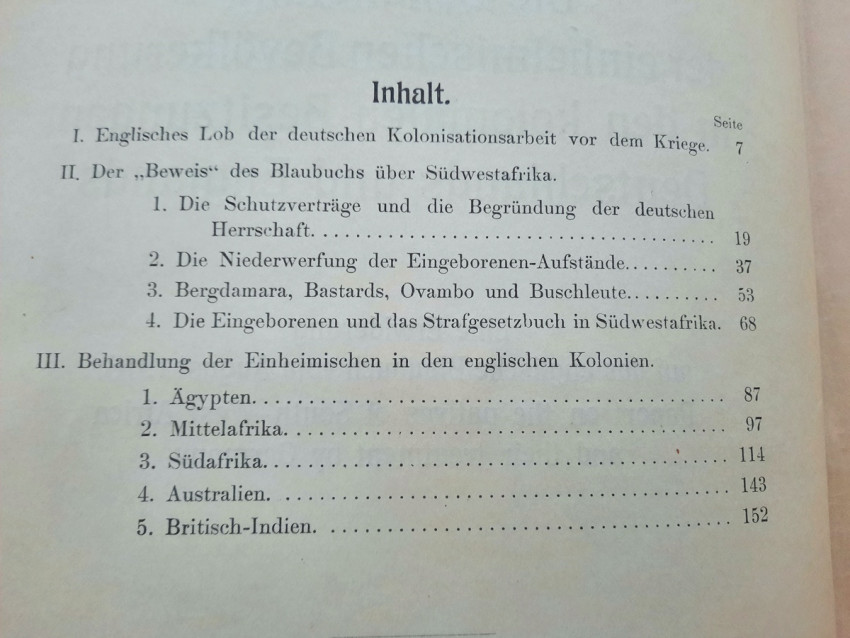 Inhalt.
Seite
I. Englisches Lob der deutschen Kolonisationsarbeit vor dem Kriege. 7
II. Der „Beweis“ des Blaubuchs über Südwestafrika.
1. Die Schutzverträge und die Begründung der deutschen
Herrschaft. . . . . . . . . . . . . . . . . . . . . . . . . . . . . . . . . . . . . . . 19
2. Die Niederwerfung der Eingeborenen-Aufstände. . . . . . . . . . 37
3. Bergdamara, Bastards, Ovambo und Buschleute. . . . . . . . . . 53
4. Die Eingeborenen und das Strafgesetzbuch in Südwestafrika. 68
III. Behandlung der Einheimischen in den englischen Kolonien.
1. Ägypten. . . . . . . . . . . . . . . . . . . . . . . . . . . . . . . . . . . . . . . . . . . . 87
2. Mittelafrika. . . . . . . . . . . . . . . . . . . . . . . . . . . . . . . . . . . . . . . . . 97
3. Südafrika. . . . . . . . . . . . . . . . . . . . . . . . . . . . . . . . . . . . . . . . . . . 114
4. Australien. . . . . . . . . . . . . . . . . . . . . . . . . . . . . . . . . . . . . . . . . . 143
5. Britisch-Indien. . . . . . . . . . . . . . . . . . . . . . . . . . . . . . . . . . . . . . 152